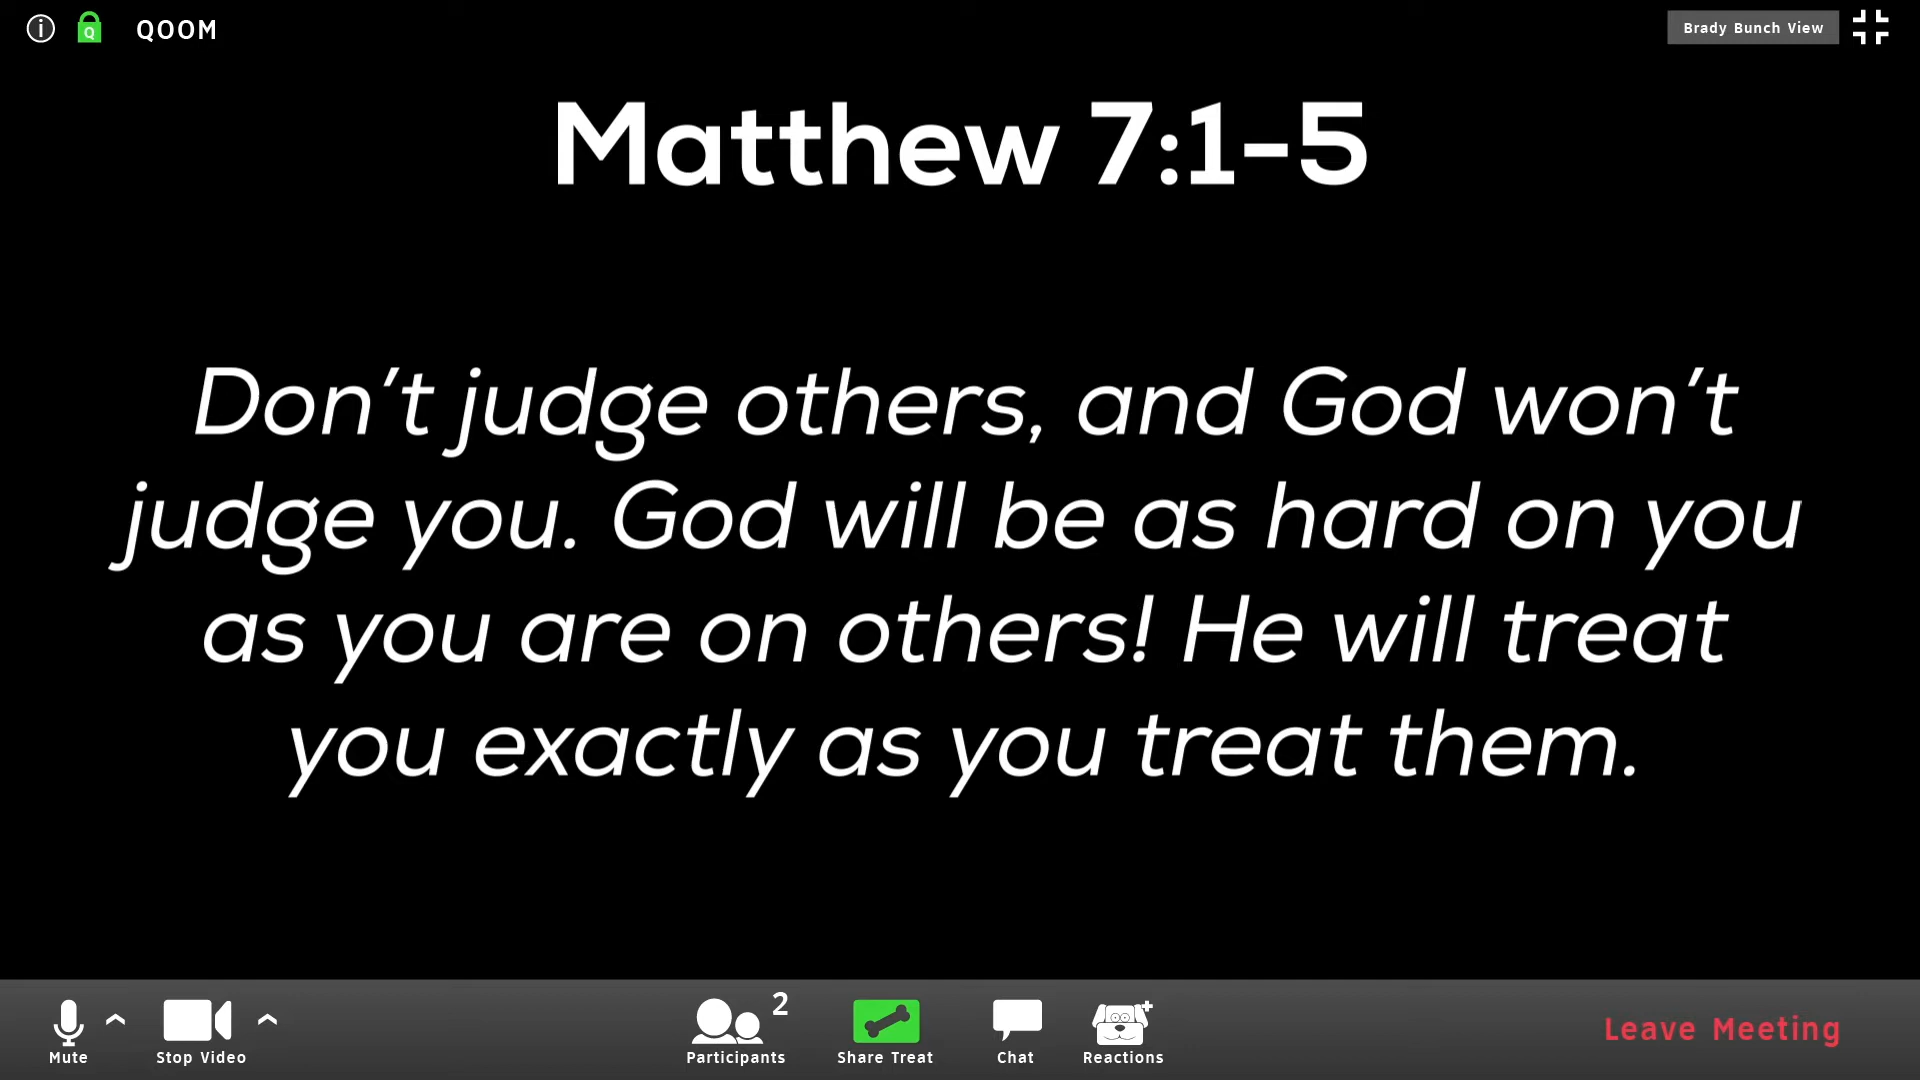 QOOM
Brady Bunch View
Matthew 7:1-5
Don't judge others, and God won't
judge you. God will be as hard on you
as you are on others! He will treat
you exactly as you treat them.
Mute
Stop Video
2
Participants
Share Treat
Chat
Reactions
Leave Meeting